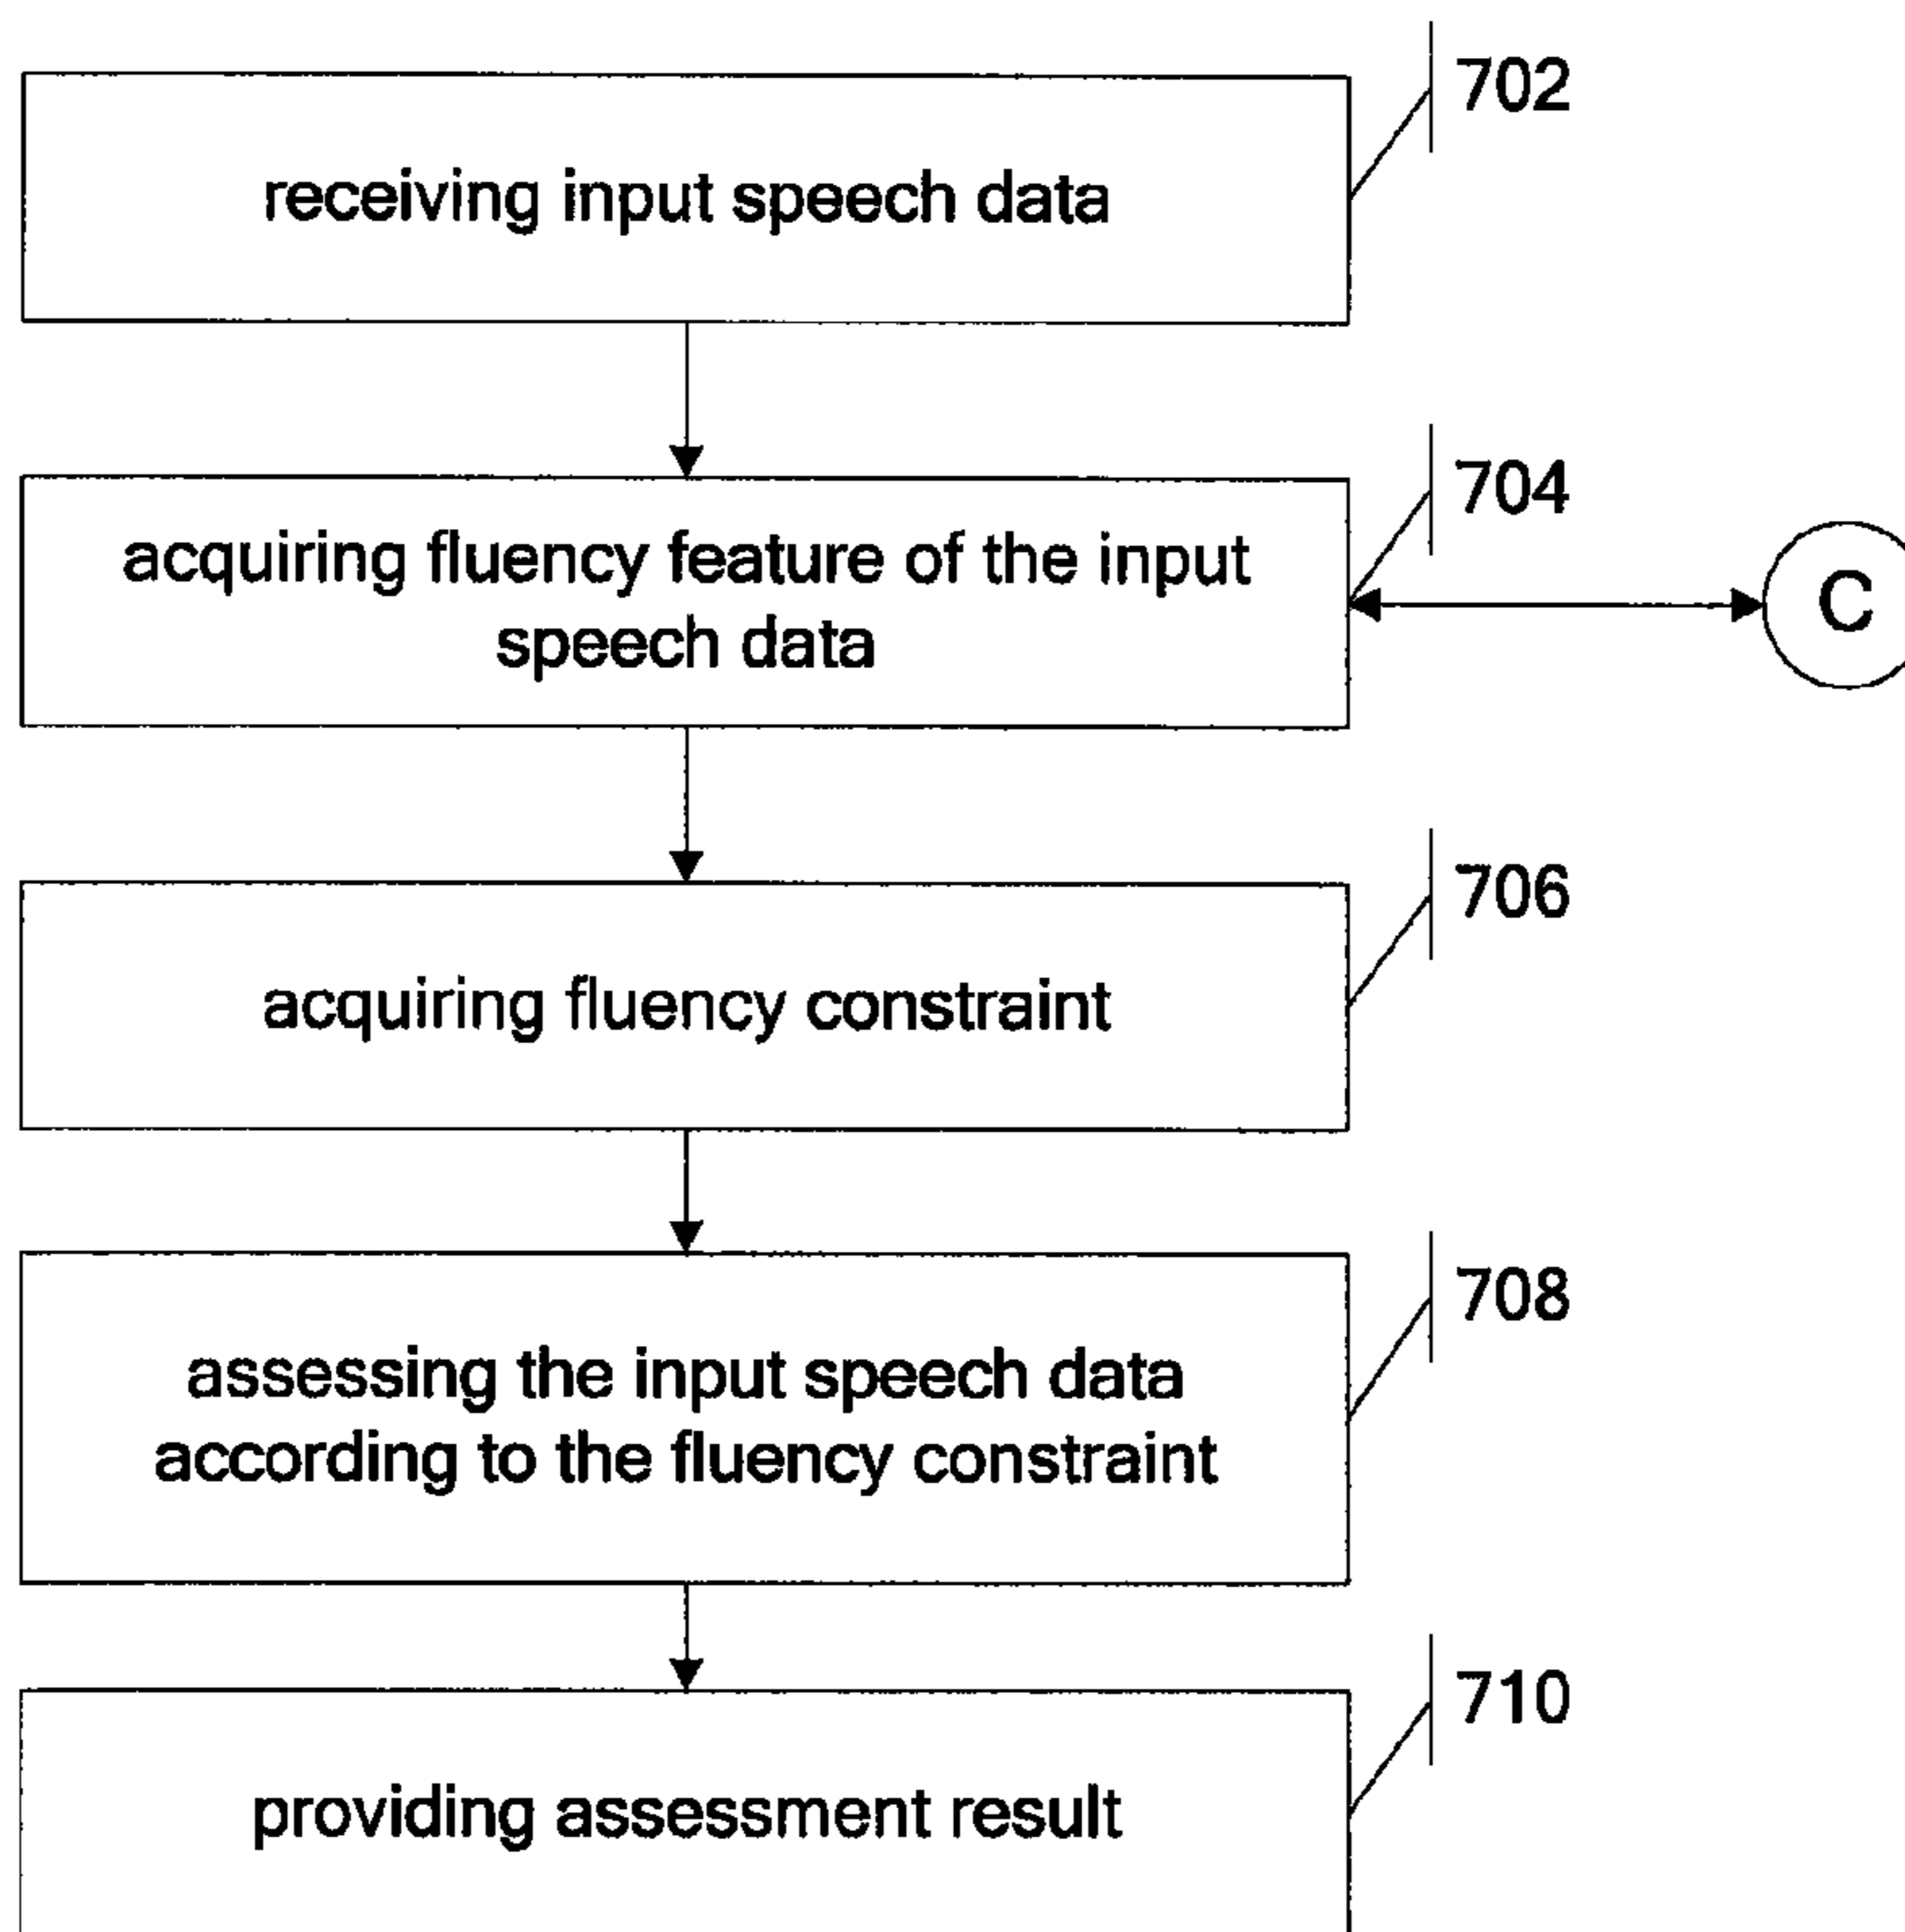 702
receiving input speech data
704
acquiring fluency feature of the input
speech data
C
706
acquiring fluency constraint
708
assessing the input speech data
according to the fluency constraint
710
providing assessment result